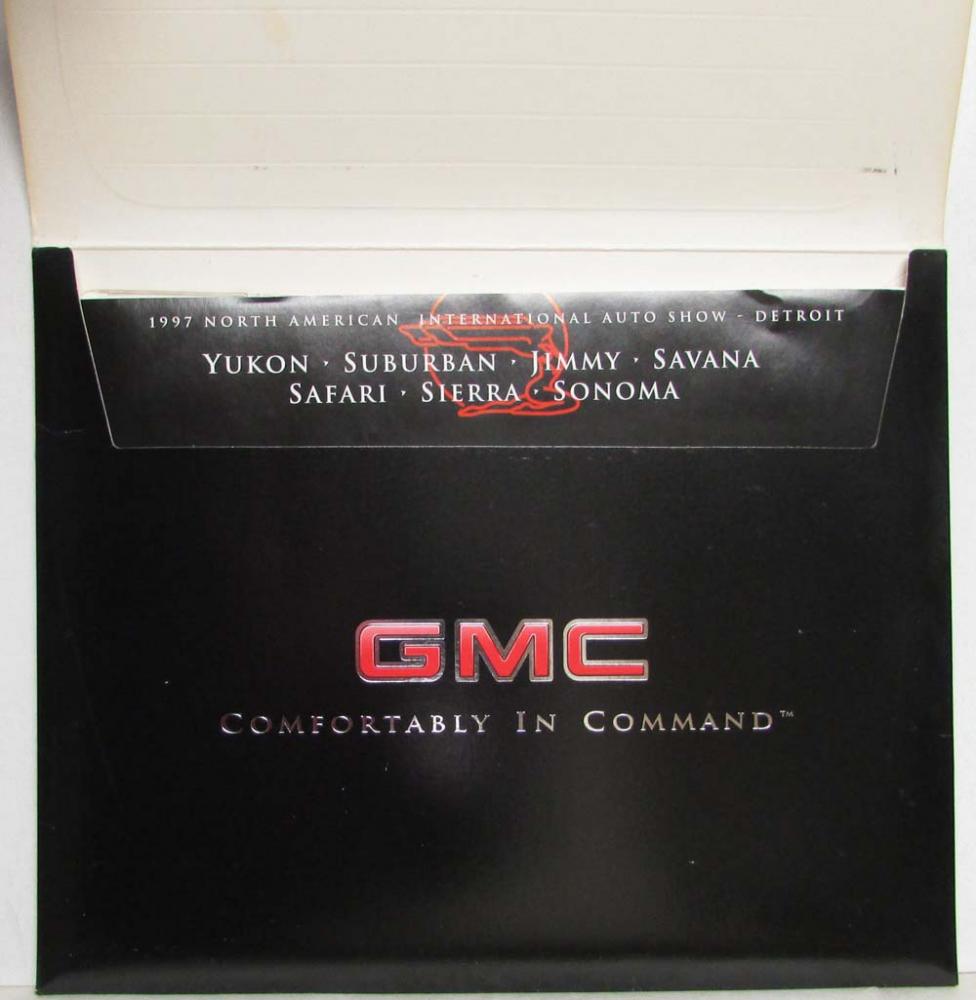 1997 NORTH AMERICAN INTERNATIONAL AUTO SHOW - DETROIT
YUKON · SUBURBAN · JIMMY · SAVANA
SAFARI · SIERRA · SONOMA
GMC
COMFORTABLY IN COMMAND™